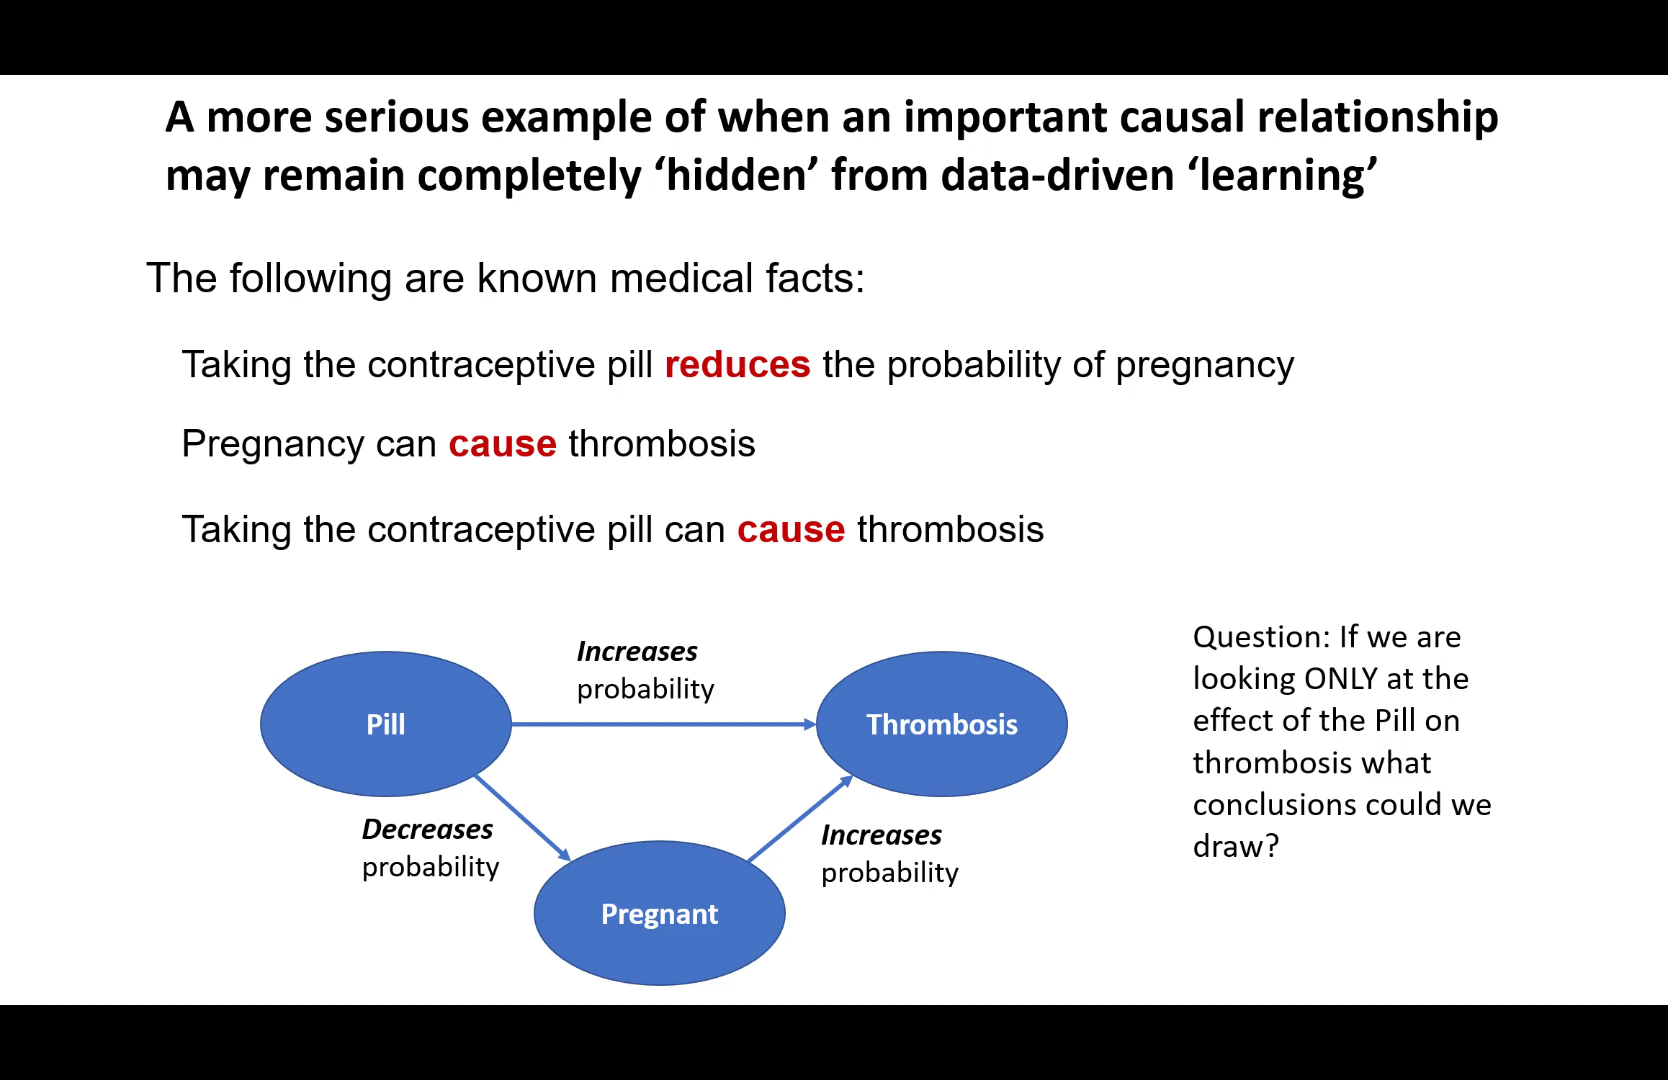 A more serious example of when an important causal relationship
may remain completely ‘hidden’ from data-driven ‘learning’
The following are known medical facts:
Taking the contraceptive pill reduces the probability of pregnancy
Pregnancy can cause thrombosis
Taking the contraceptive pill can cause thrombosis
Increases
probability
Pill
Thrombosis
Decreases
probability
Increases
probability
Pregnant
Question: If we are
looking ONLY at the
effect of the Pill on
thrombosis what
conclusions could we
draw?